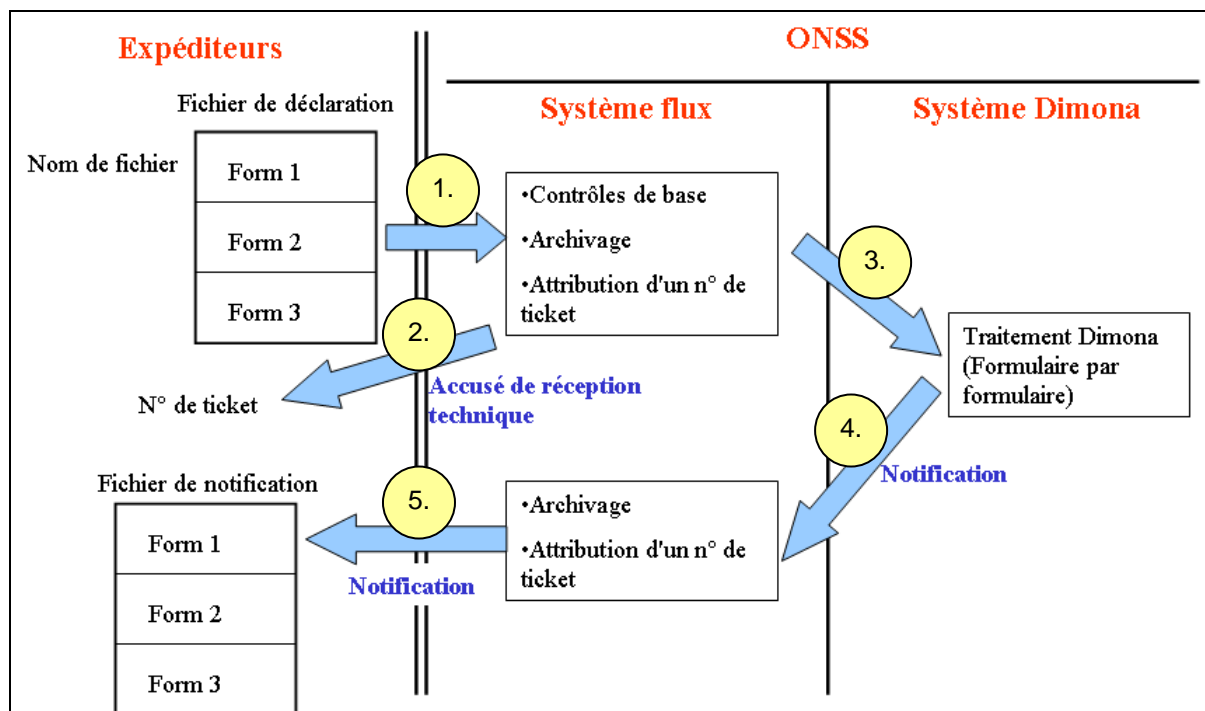 Expéditeurs
ONSS
Système flux
Système Dimona
Fichier de déclaration
Nom de fichier
Form 1
Form 2
Form 3
1.
•Contrôles de base
•Archivage
•Attribution d'un n° de
ticket
2.
Accusé de réception
technique
N° de ticket
3.
Traitement Dimona
(Formulaire par
formulaire)
4.
Notification
•Archivage
•Attribution d'un n° de
ticket
5.
Notification
Fichier de notification
Form 1
Form 2
Form 3